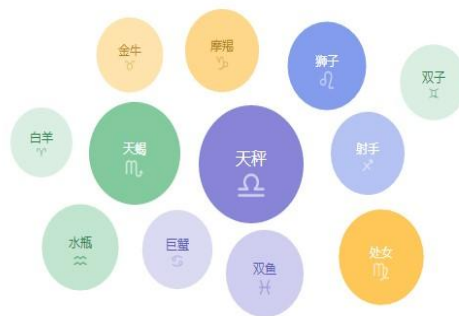 金牛
♉
摩羯
♑
狮子
♌
双子
♊
白羊
♈
天蝎
♏
天秤
♎
射手
♐
水瓶
♒
巨蟹
♋
双鱼
♓
处女
♍